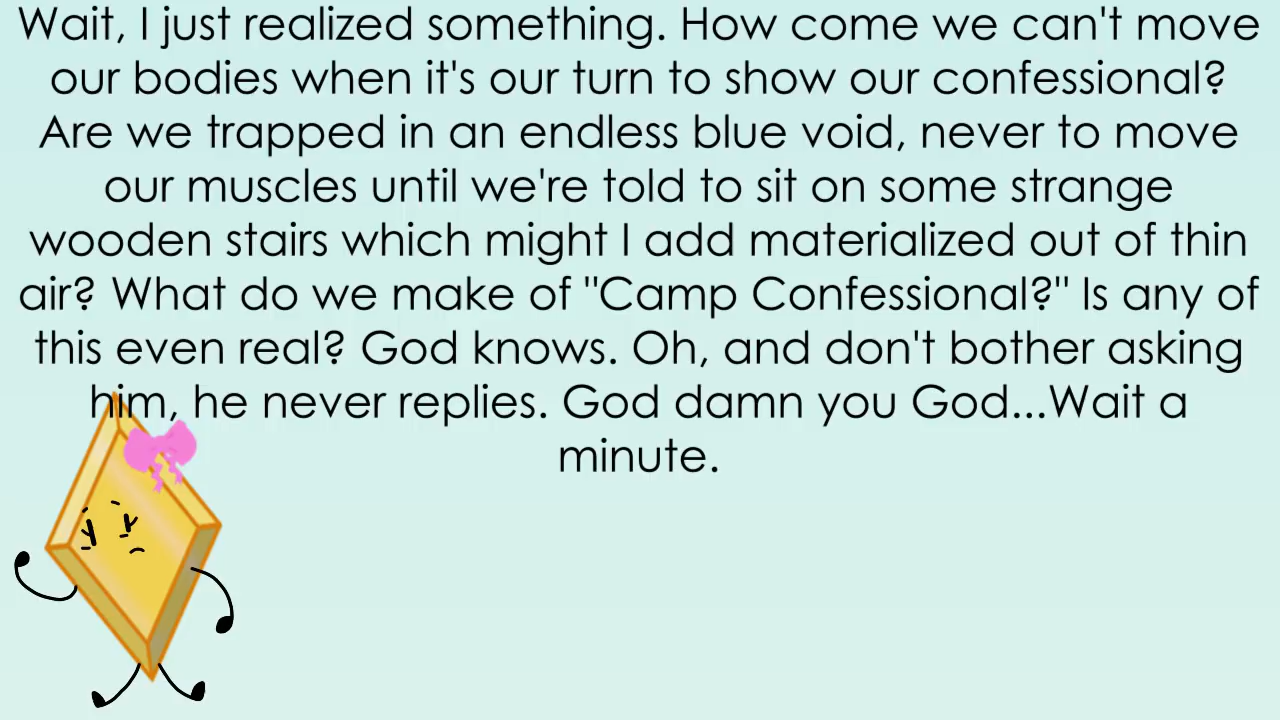 Wait, I just realized something. How come we can't move
our bodies when it's our turn to show our confessional?
Are we trapped in an endless blue void, never to move
our muscles until we're told to sit on some strange
wooden stairs which might I add materialized out of thin
air? What do we make of "Camp Confessional?" Is any of
this even real? God knows. Oh, and don't bother asking
him, he never replies. God damn you God...Wait a
minute.